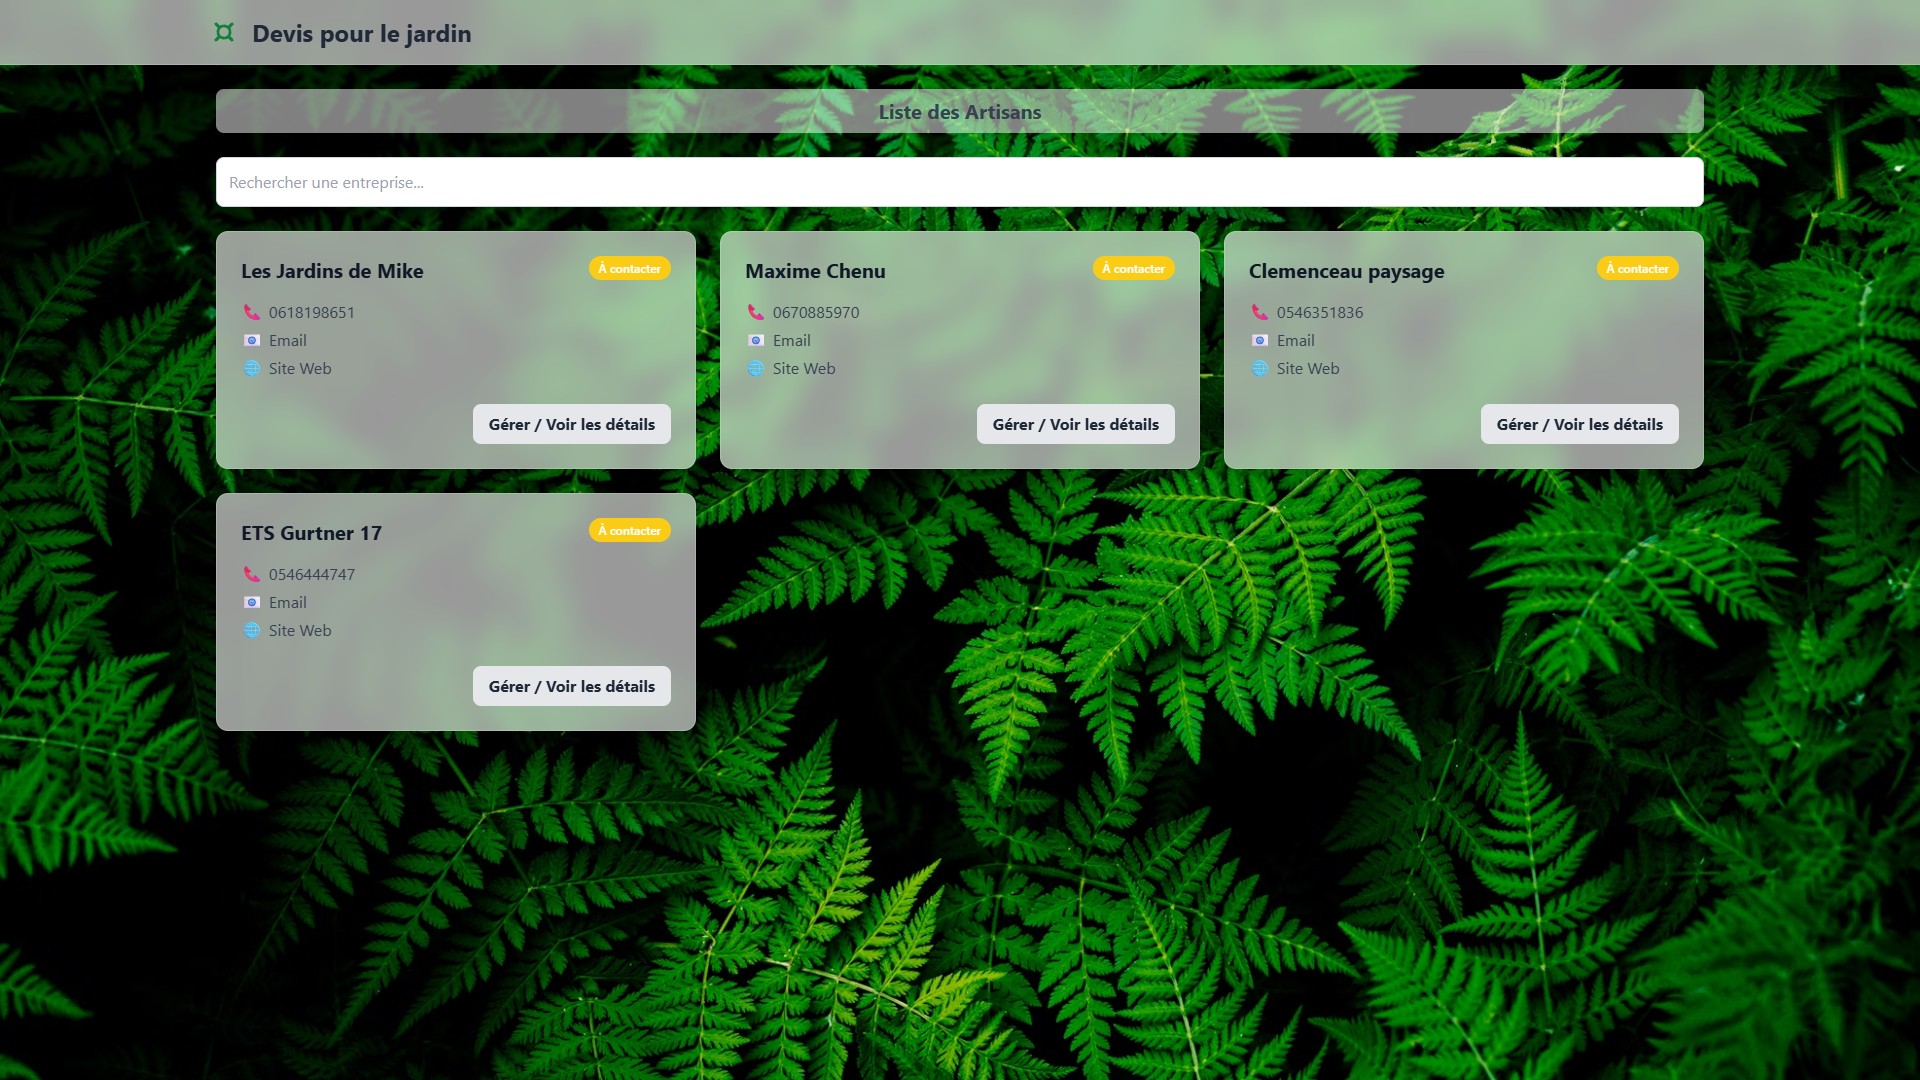 ¤ Devis pour le jardin
Liste des Artisans
Rechercher une entreprise...
Les Jardins de Mike
À contacter
0618198651
Email
Site Web
Gérer / Voir les détails
Maxime Chenu
À contacter
0670885970
Email
Site Web
Gérer / Voir les détails
Clemenceau paysage
À contacter
0546351836
Email
Site Web
Gérer / Voir les détails
ETS Gurtner 17
À contacter
0546444747
Email
Site Web
Gérer / Voir les détails